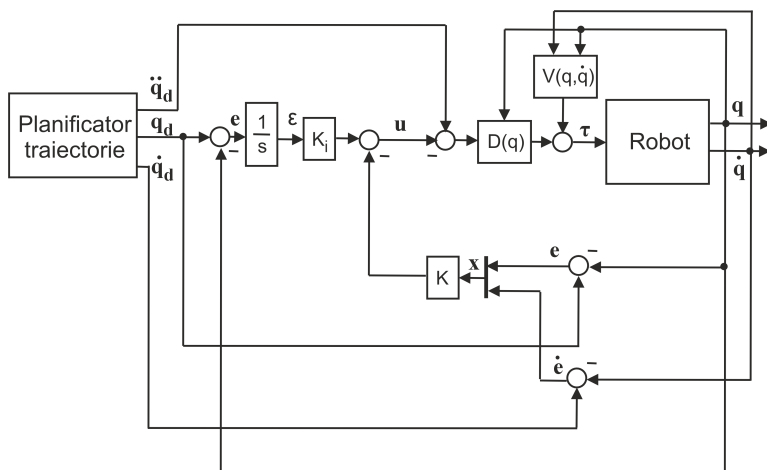 Planificator
traiectorie
q̈d
qd
q̇d
e
1
s
ε
Ki
u
D(q)
V(q,q̇)
τ
Robot
q
q̇
K
x
e
ė
−
−
−
−
−